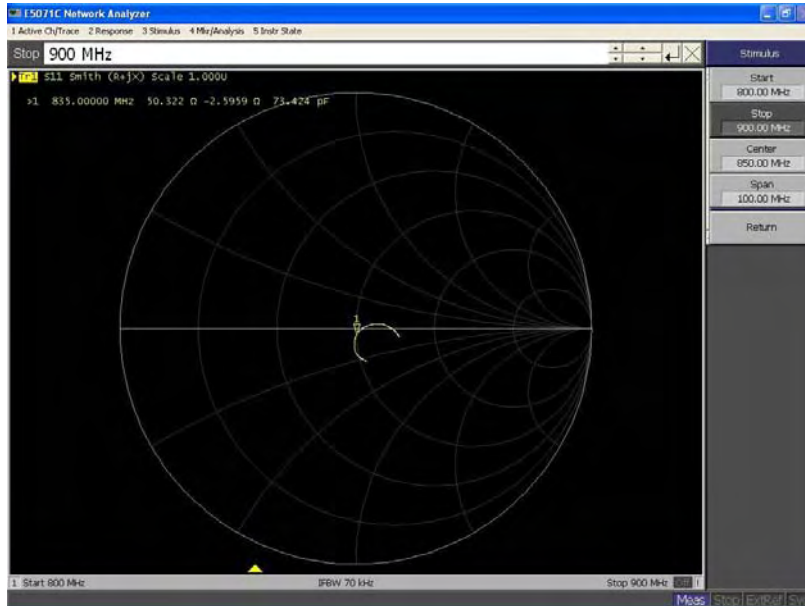 E5071C Network Analyzer
1 Active Ch/Trace 2 Response 3 Stimulus 4 Mkr/Analysis 5 Instr State
Stop 900 MHz
Tr1 S11 Smith (R+jX) Scale 1.000U
>1 835.00000 MHz 50.322 Ω -2.5959 Ω 73.424 pF
1
Stimulus
Start
800.00 MHz
Stop
900.00 MHz
Center
850.00 MHz
Span
100.00 MHz
Return
1 Start 800 MHz IFBW 70 kHz Stop 900 MHz
Meas Stop ExtRef